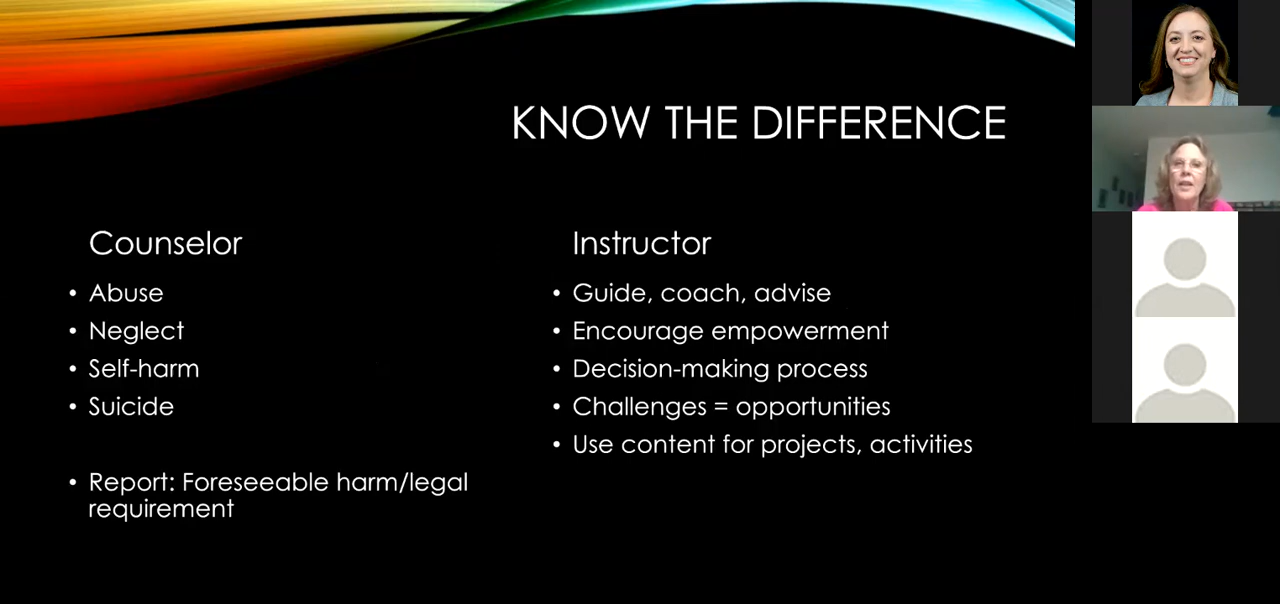 KNOW THE DIFFERENCE
Counselor
• Abuse
• Neglect
• Self-harm
• Suicide
• Report: Foreseeable harm/legal
requirement
Instructor
• Guide, coach, advise
• Encourage empowerment
• Decision-making process
• Challenges = opportunities
• Use content for projects, activities